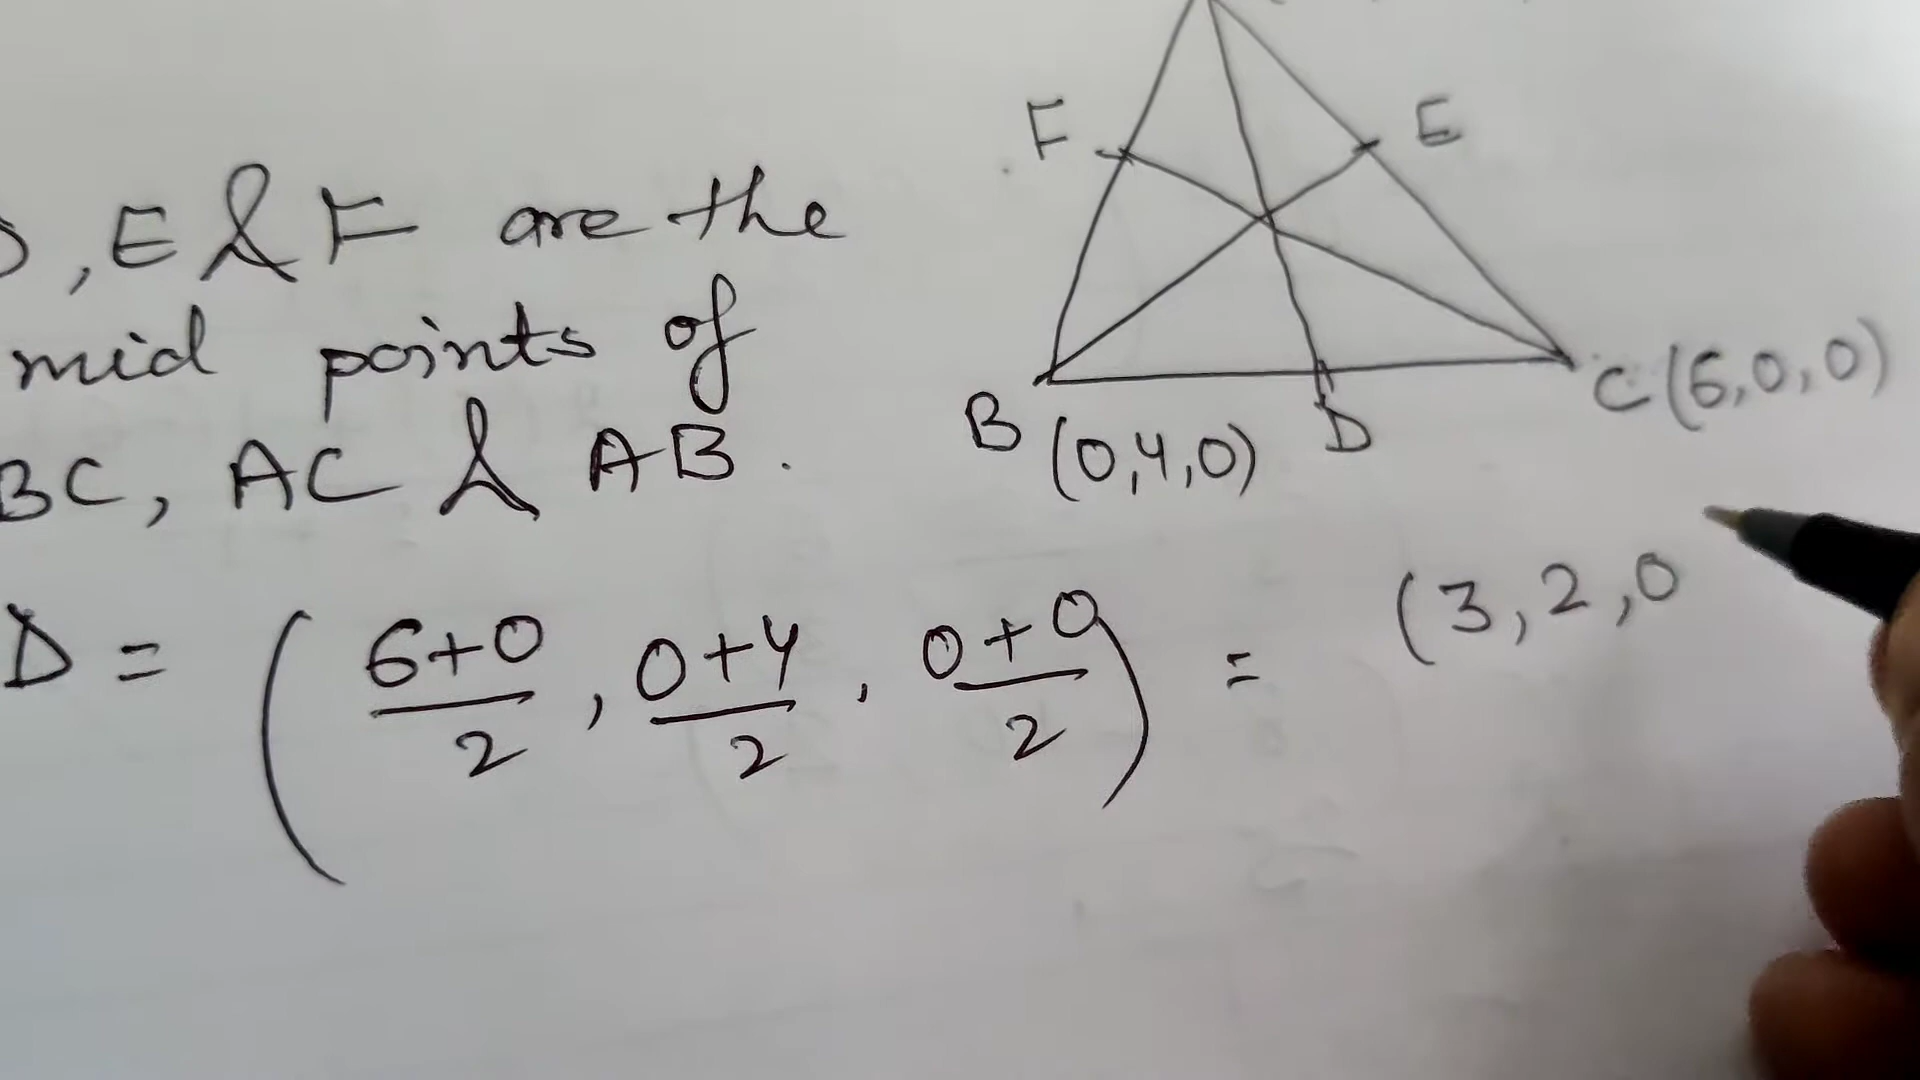 F E
, E & F are the
mid points of
BC, AC & AB.
B (0,4,0) D C (6,0,0)
D = ( 6+0/2 , 0+4/2 , 0+0/2 ) = (3,2,0